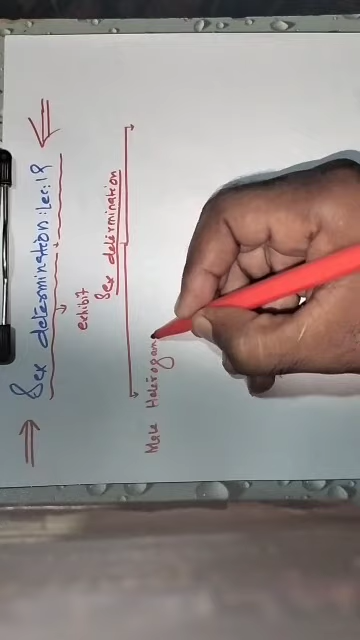 ⇒ Sex determination: Lec: 19 ⇐
exhibit
Sex determination
Male Heterogam